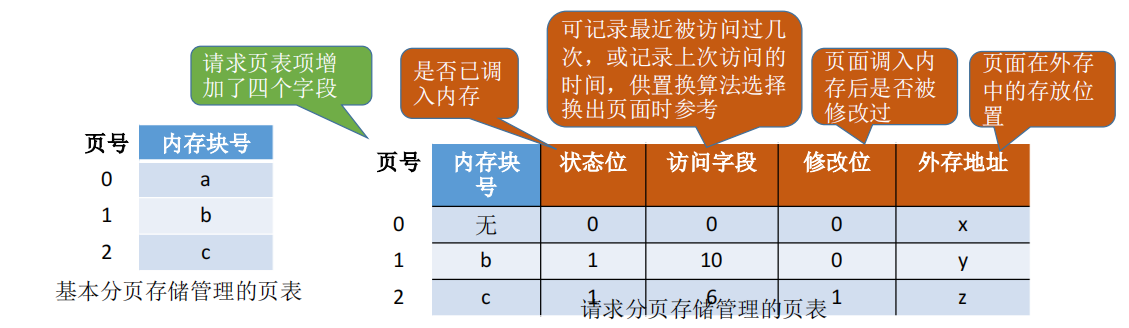 请求页表项增
加了四个字段
是否已调
入内存
可记录最近被访问过几
次，或记录上次访问的
时间，供置换算法选择
换出页面时参考
页面调入内
存后是否被
修改过
页面在外存
中的存放位
置
页号 内存块号
0 a
1 b
2 c
基本分页存储管理的页表
页号 内存块号 状态位 访问字段 修改位 外存地址
0 无 0 0 0 x
1 b 1 10 0 y
2 c 1 6 1 z
请求分页存储管理的页表